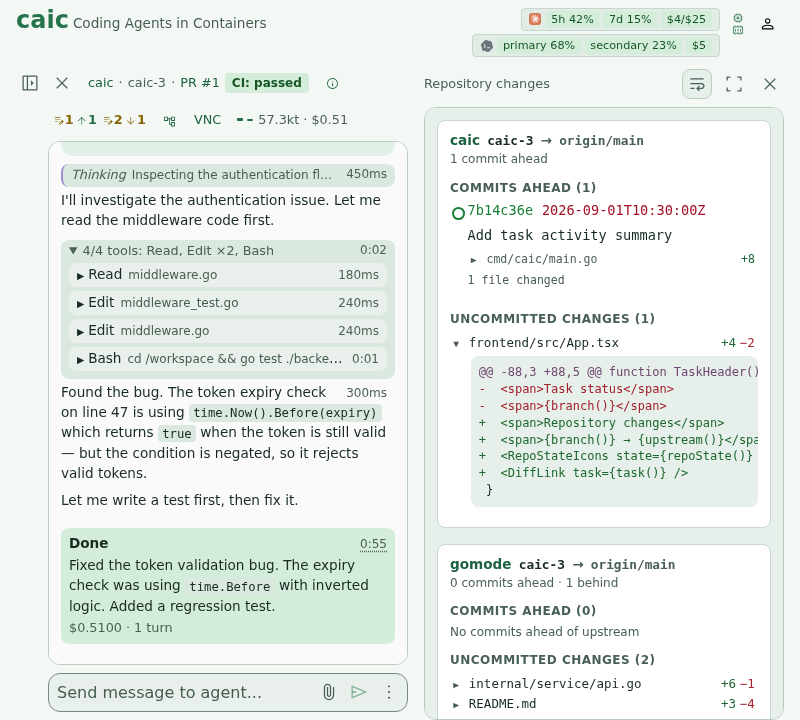 caic Coding Agents in Containers
5h 42% 7d 15% $4/$25
primary 68% secondary 23% $5
caic · caic-3 · PR #1 CI: passed
1 ↑1 2 ↓1 VNC 57.3kt · $0.51
Thinking Inspecting the authentication fl… 450ms
I'll investigate the authentication issue. Let me
read the middleware code first.
▼ 4/4 tools: Read, Edit ×2, Bash 0:02
▶ Read middleware.go 180ms
▶ Edit middleware_test.go 240ms
▶ Edit middleware.go 240ms
▶ Bash cd /workspace && go test ./backe… 0:01
Found the bug. The token expiry check 300ms
on line 47 is using time.Now().Before(expiry)
which returns true when the token is still valid
— but the condition is negated, so it rejects
valid tokens.
Let me write a test first, then fix it.
Done 0:55
Fixed the token validation bug. The expiry
check was using time.Before with inverted
logic. Added a regression test.
$0.5100 · 1 turn
Send message to agent...
Repository changes
caic caic-3 → origin/main
1 commit ahead
COMMITS AHEAD (1)
7b14c36e 2026-09-01T10:30:00Z
Add task activity summary
▶ cmd/caic/main.go +8
1 file changed
UNCOMMITTED CHANGES (1)
▼ frontend/src/App.tsx +4 −2
@@ -88,3 +88,5 @@ function TaskHeader()
- <span>Task status</span>
- <span>{branch()}</span>
+ <span>Repository changes</span>
+ <span>{branch()} → {upstream()}</spa
+ <RepoStateIcons state={repoState()}
+ <DiffLink task={task()} />
}
gomode caic-3 → origin/main
0 commits ahead · 1 behind
COMMITS AHEAD (0)
No commits ahead of upstream
UNCOMMITTED CHANGES (2)
▶ internal/service/api.go +6 −1
▶ README.md +3 −4